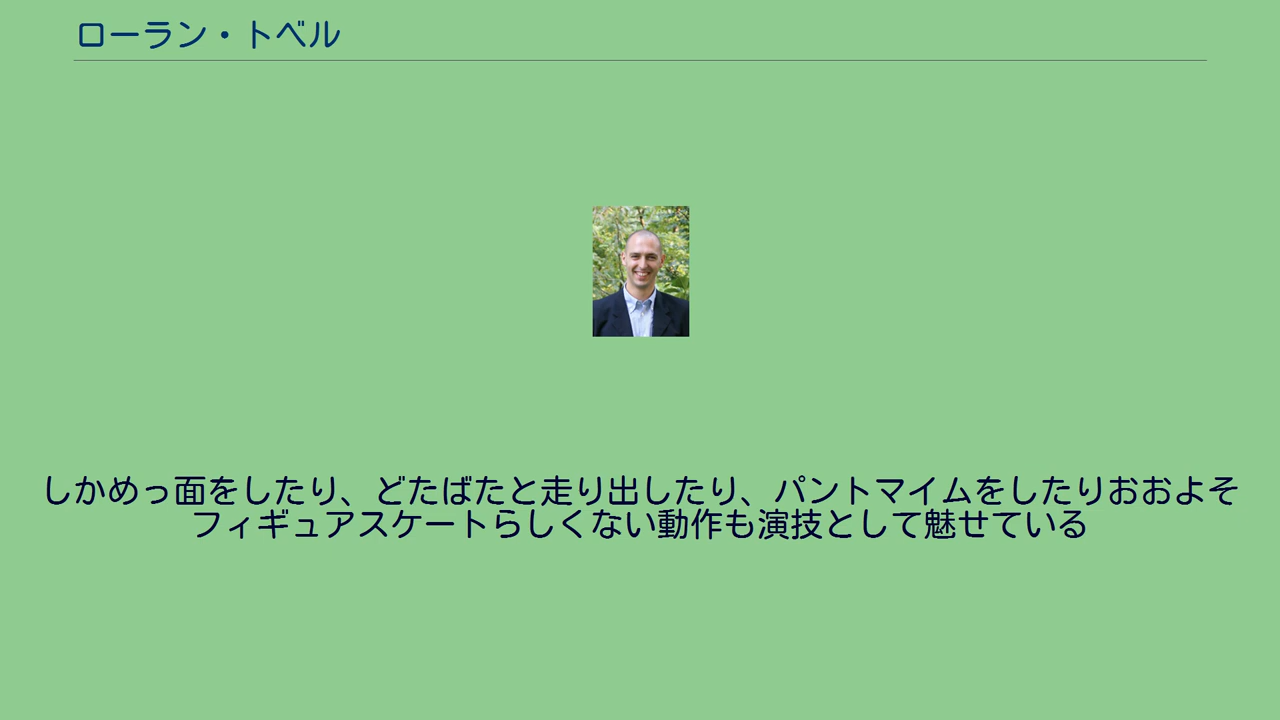 ローラン・トベル
しかめっ面をしたり、どたばたと走り出したり、パントマイムをしたりおおよそ
フィギュアスケートらしくない動作も演技として魅せている